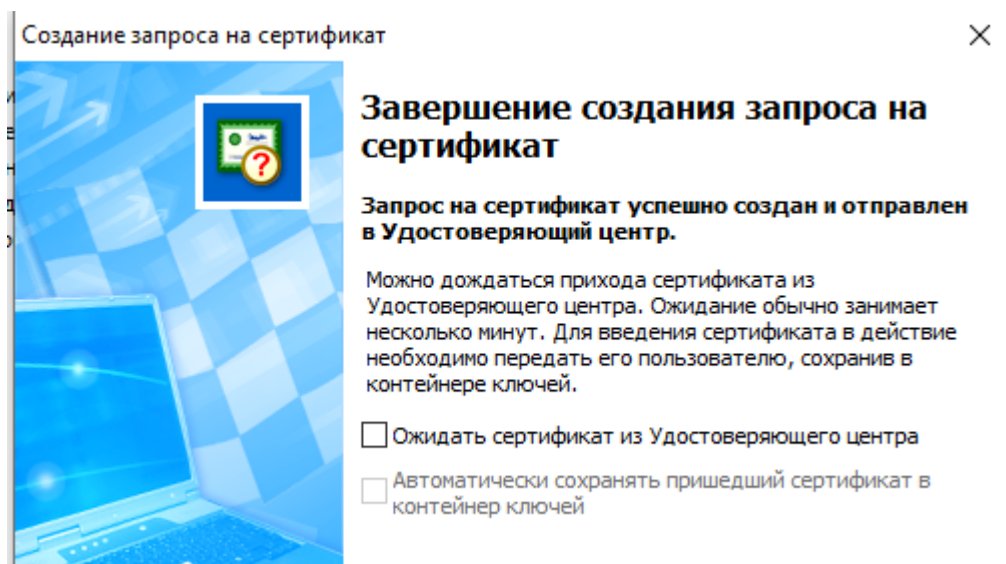 Создание запроса на сертификат
Завершение создания запроса на
сертификат
Запрос на сертификат успешно создан и отправлен
в Удостоверяющий центр.
Можно дождаться прихода сертификата из
Удостоверяющего центра. Ожидание обычно занимает
несколько минут. Для введения сертификата в действие
необходимо передать его пользователю, сохранив в
контейнере ключей.
Ожидать сертификат из Удостоверяющего центра
Автоматически сохранять пришедший сертификат в
контейнер ключей